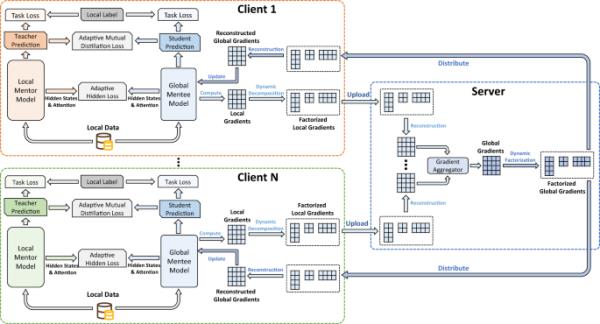 Client 1
Task Loss
Local Label
Task Loss
Teacher
Prediction
Adaptive Mutual
Distillation Loss
Student
Prediction
Local
Mentor
Model
Hidden States
& Attention
Adaptive
Hidden Loss
Hidden States
& Attention
Global
Mentee
Model
Local Data
Reconstructed
Global Gradients
Reconstruction
Update
Compute
Local
Gradients
Dynamic
Decomposition
Factorized
Local Gradients
Upload
Distribute
Server
Reconstruction
Gradient
Aggregator
Reconstruction
Global
Gradients
Dynamic
Factorization
Factorized
Global Gradients
Client N
Task Loss
Local Label
Task Loss
Teacher
Prediction
Adaptive Mutual
Distillation Loss
Student
Prediction
Local
Mentor
Model
Hidden States
& Attention
Adaptive
Hidden Loss
Hidden States
& Attention
Global
Mentee
Model
Local Data
Local
Gradients
Compute
Dynamic
Decomposition
Factorized
Local Gradients
Upload
Update
Reconstruction
Reconstructed
Global Gradients
Distribute